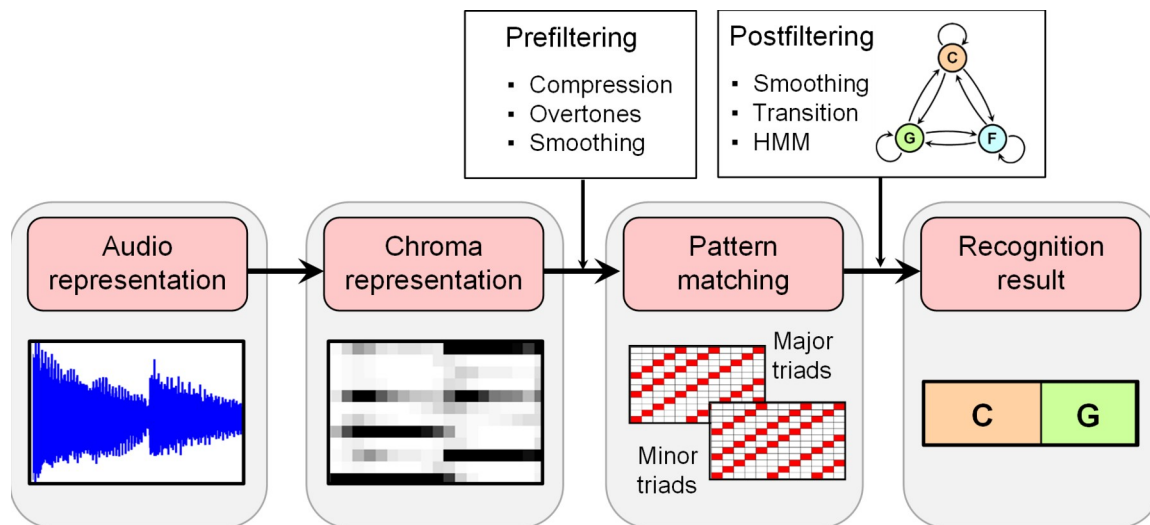 Prefiltering
▪ Compression
▪ Overtones
▪ Smoothing
Postfiltering
▪ Smoothing
▪ Transition
▪ HMM
C
G
F
Audio
representation
Chroma
representation
Pattern
matching
Recognition
result
Major
triads
Minor
triads
C
G